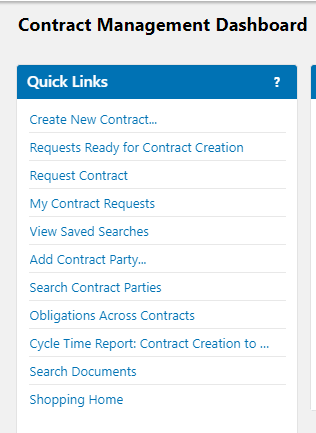 Contract Management Dashboard
Quick Links ?
Create New Contract...
Requests Ready for Contract Creation
Request Contract
My Contract Requests
View Saved Searches
Add Contract Party...
Search Contract Parties
Obligations Across Contracts
Cycle Time Report: Contract Creation to ...
Search Documents
Shopping Home